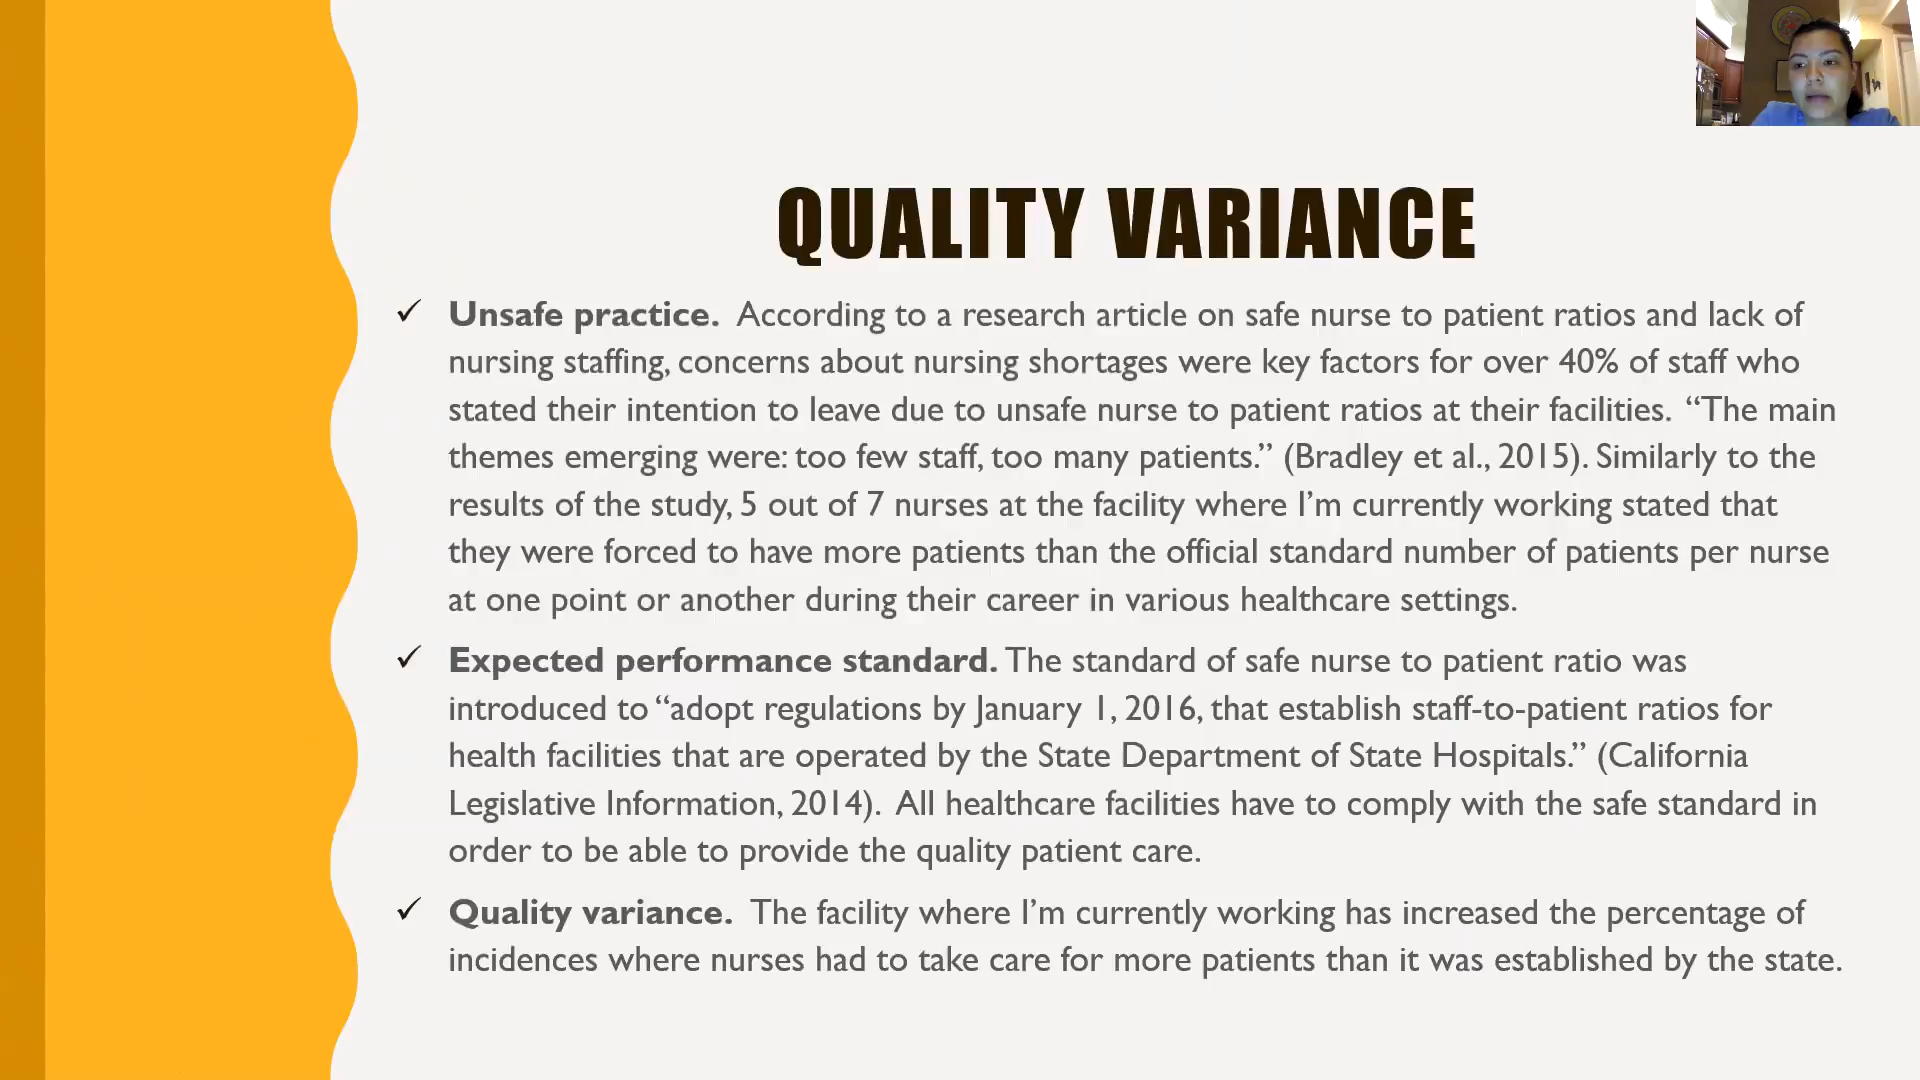 QUALITY VARIANCE
✓ Unsafe practice. According to a research article on safe nurse to patient ratios and lack of
nursing staffing, concerns about nursing shortages were key factors for over 40% of staff who
stated their intention to leave due to unsafe nurse to patient ratios at their facilities. “The main
themes emerging were: too few staff, too many patients.” (Bradley et al., 2015). Similarly to the
results of the study, 5 out of 7 nurses at the facility where I’m currently working stated that
they were forced to have more patients than the official standard number of patients per nurse
at one point or another during their career in various healthcare settings.
✓ Expected performance standard. The standard of safe nurse to patient ratio was
introduced to “adopt regulations by January 1, 2016, that establish staff-to-patient ratios for
health facilities that are operated by the State Department of State Hospitals.” (California
Legislative Information, 2014). All healthcare facilities have to comply with the safe standard in
order to be able to provide the quality patient care.
✓ Quality variance. The facility where I’m currently working has increased the percentage of
incidences where nurses had to take care for more patients than it was established by the state.